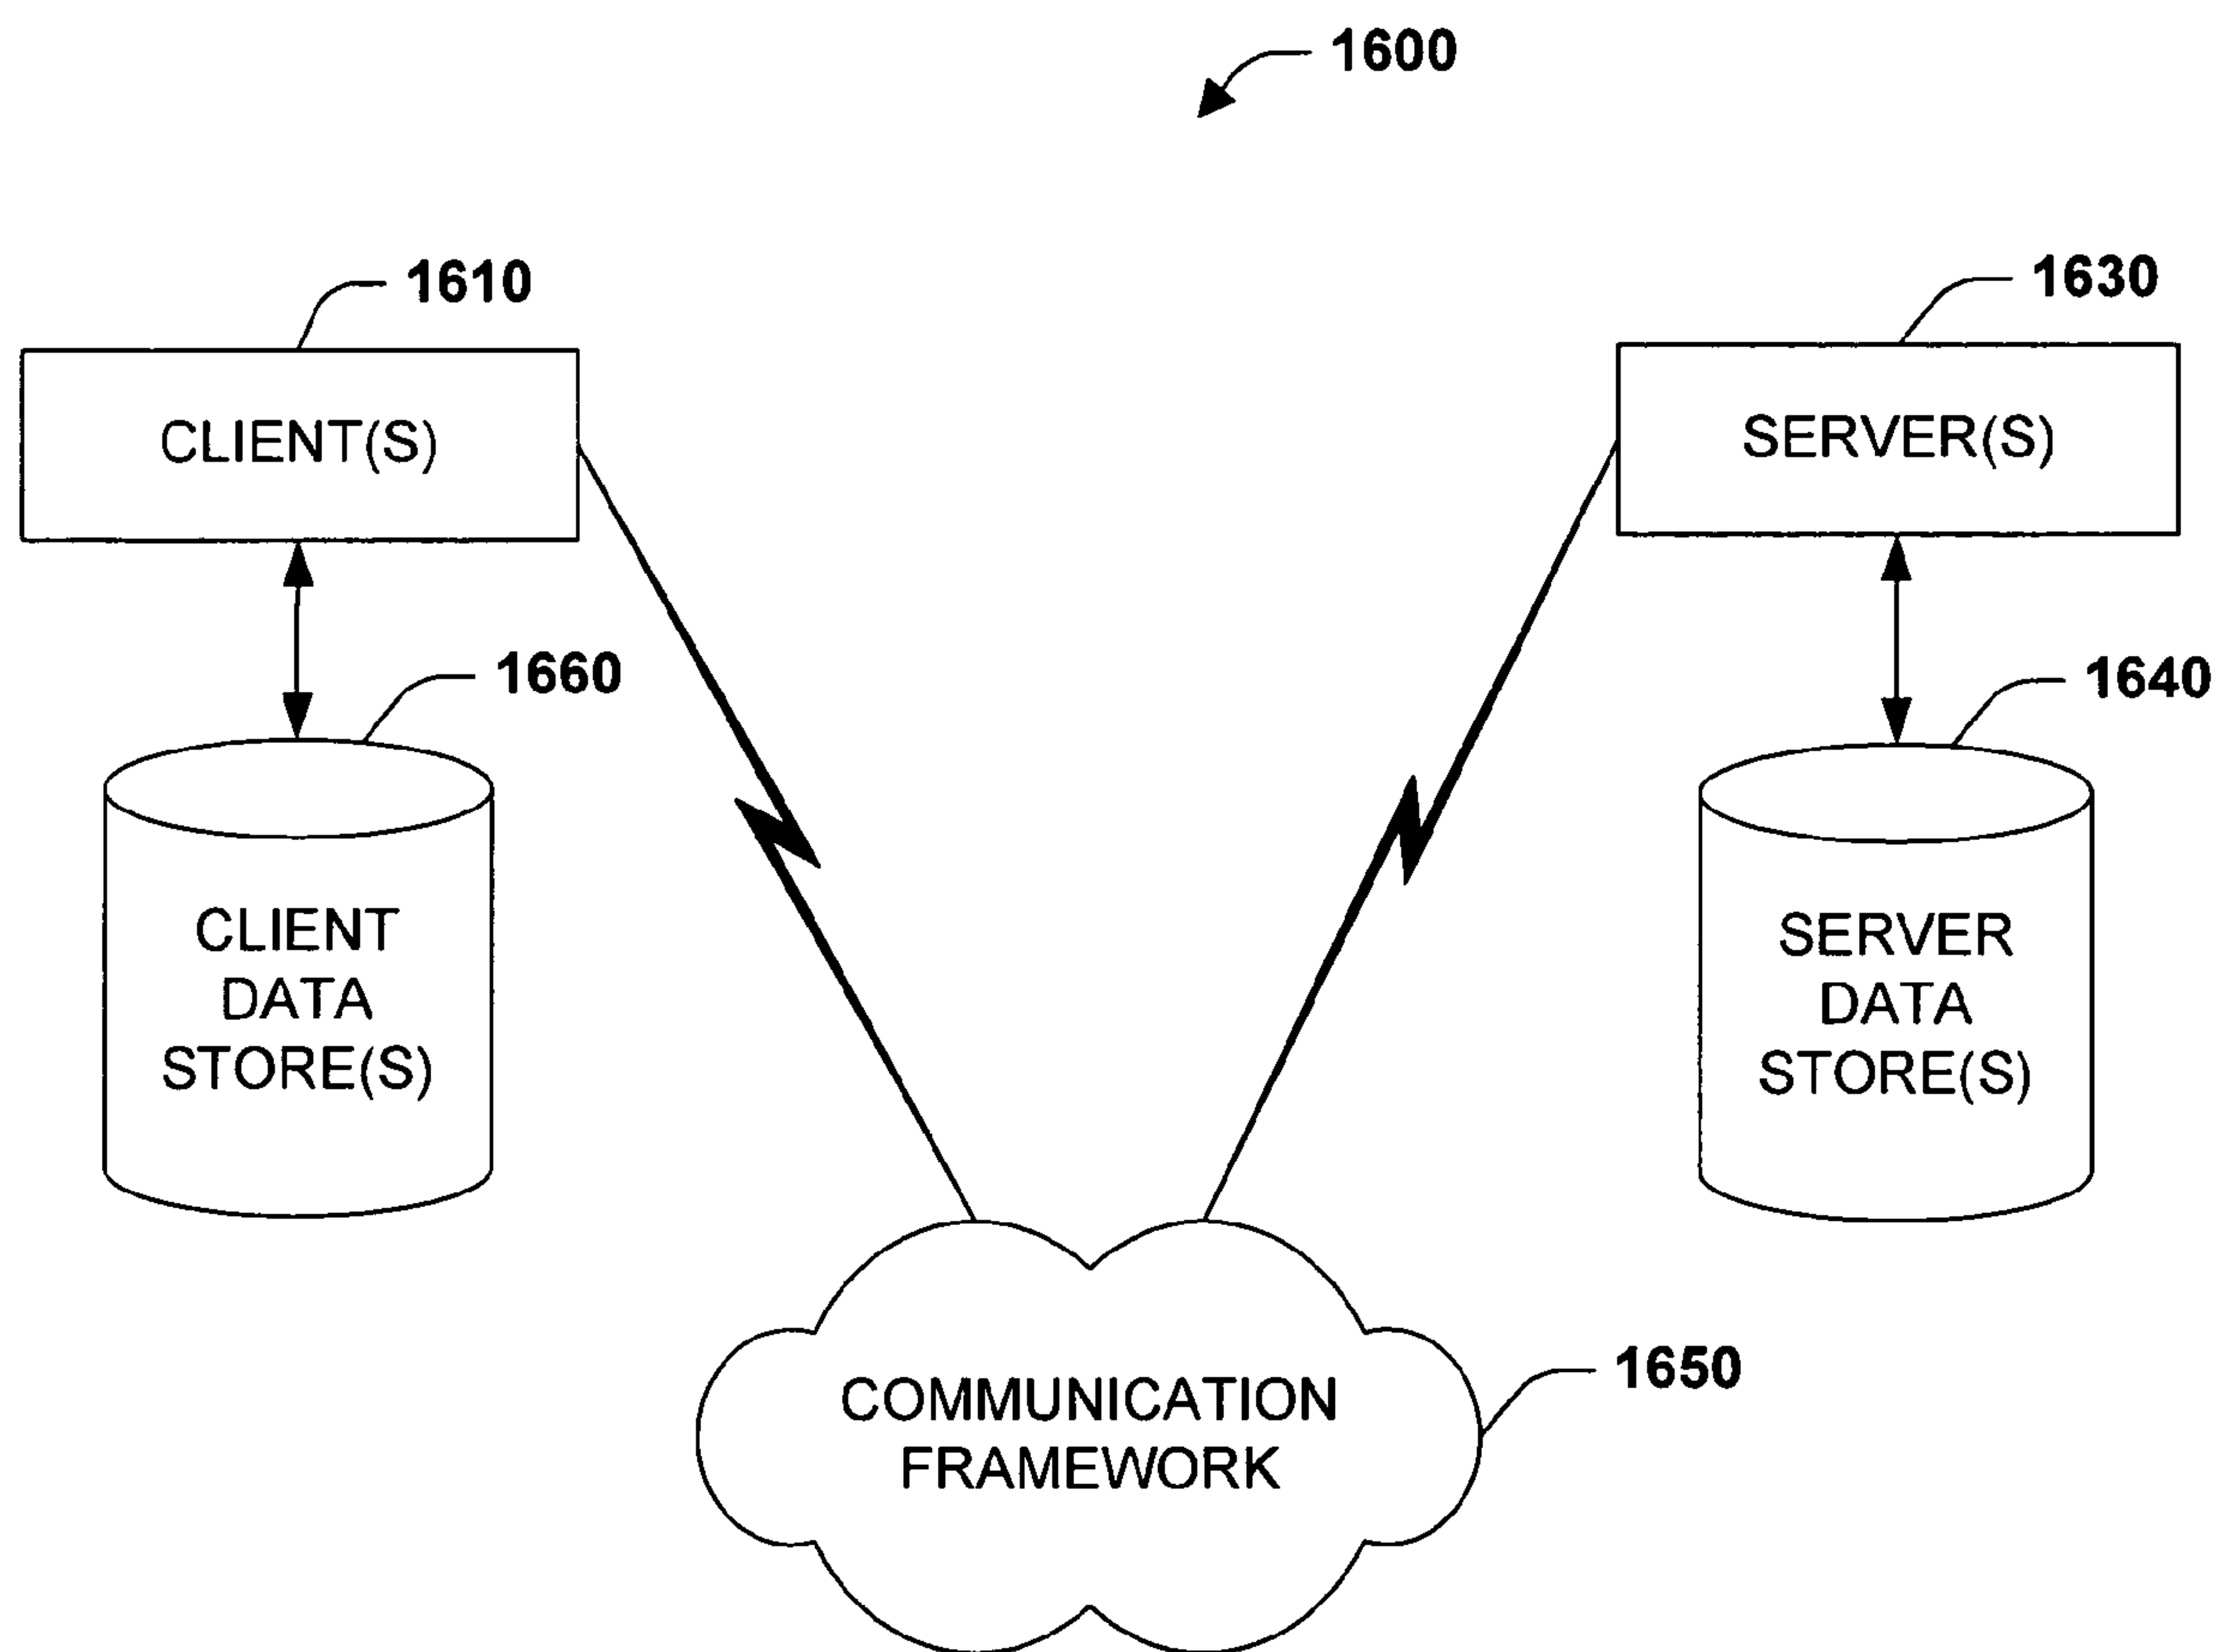 1600
1610
1630
CLIENT(S)
SERVER(S)
1660
1640
CLIENT
DATA
STORE(S)
SERVER
DATA
STORE(S)
1650
COMMUNICATION
FRAMEWORK